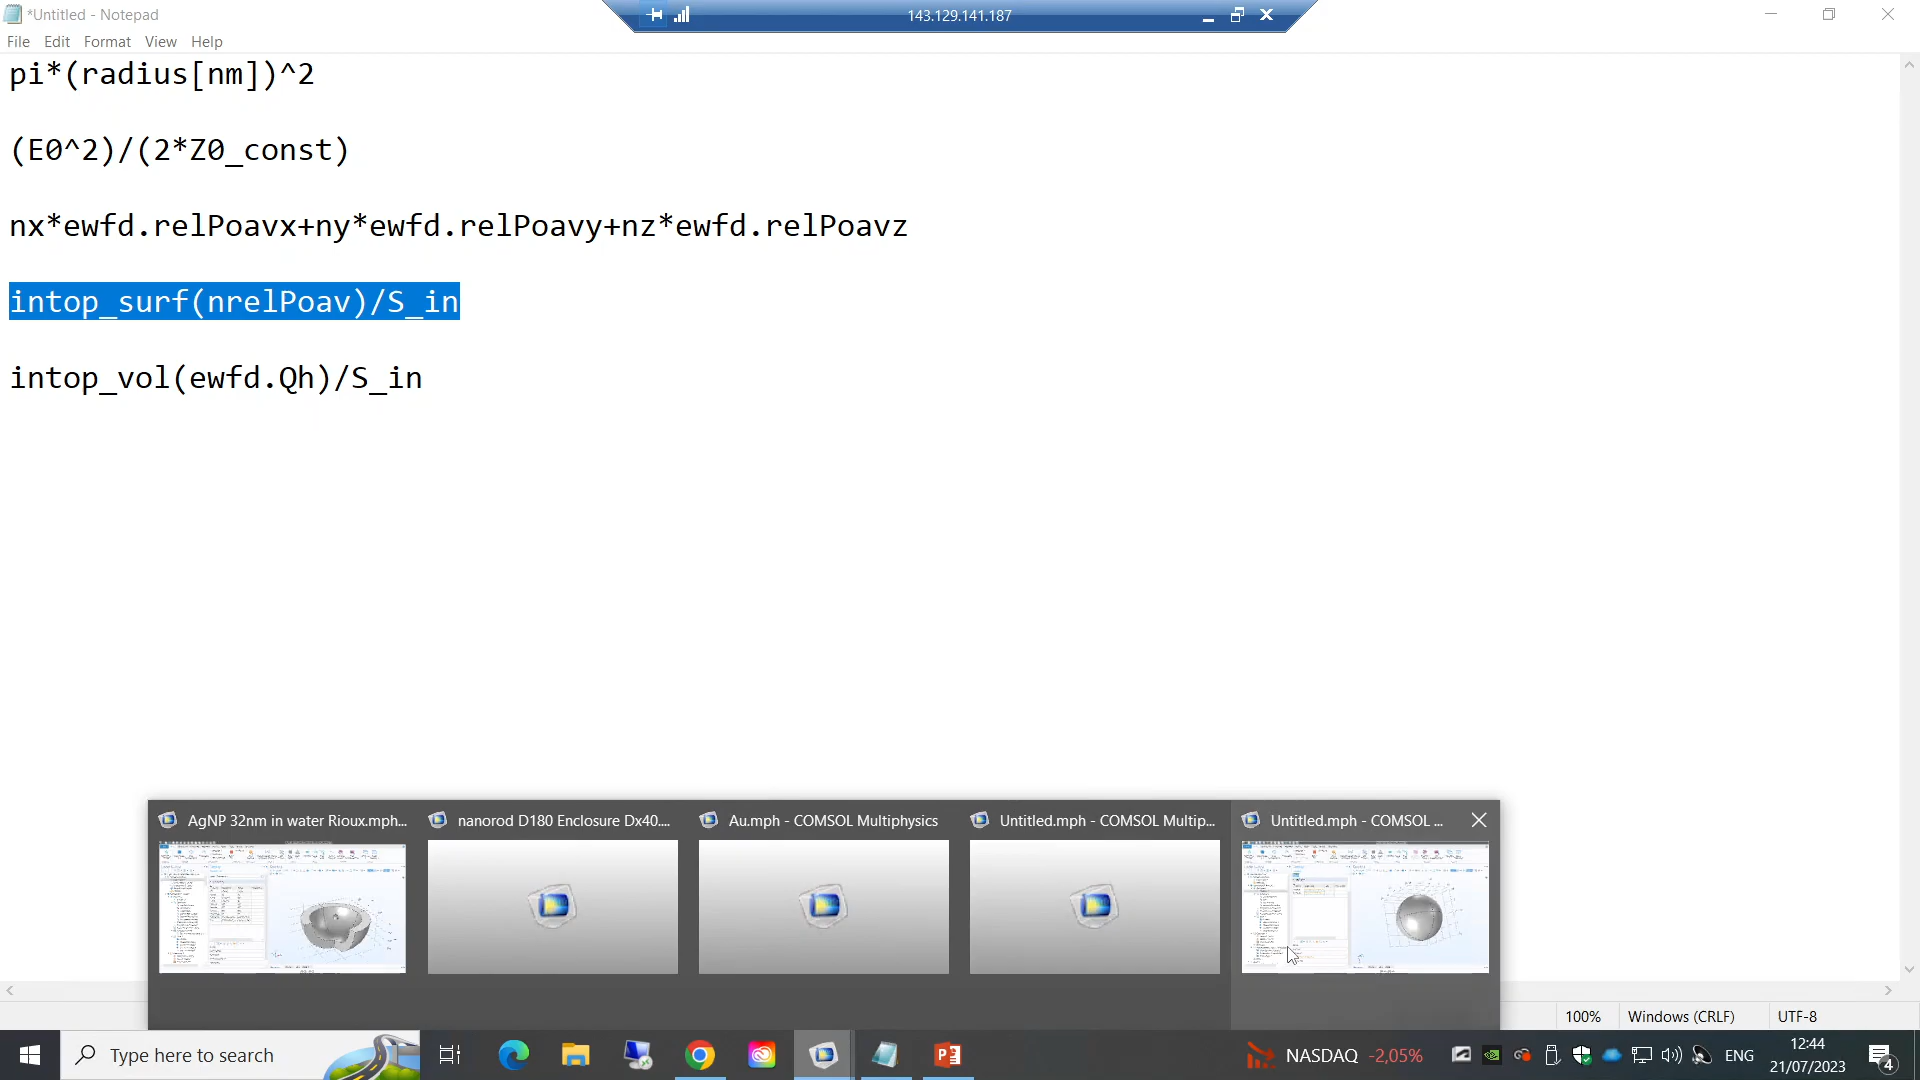 *Untitled - Notepad
143.129.141.187
File Edit Format View Help
pi*(radius[nm])^2
(E0^2)/(2*Z0_const)
nx*ewfd.relPoavx+ny*ewfd.relPoavy+nz*ewfd.relPoavz
intop_surf(nrelPoav)/S_in
intop_vol(ewfd.Qh)/S_in
AgNP 32nm in water Rioux.mph...
nanorod D180 Enclosure Dx40....
Au.mph - COMSOL Multiphysics
Untitled.mph - COMSOL Multip...
Untitled.mph - COMSOL ...
100% Windows (CRLF) UTF-8
Type here to search
NASDAQ -2,05%
ENG
12:44
21/07/2023
4